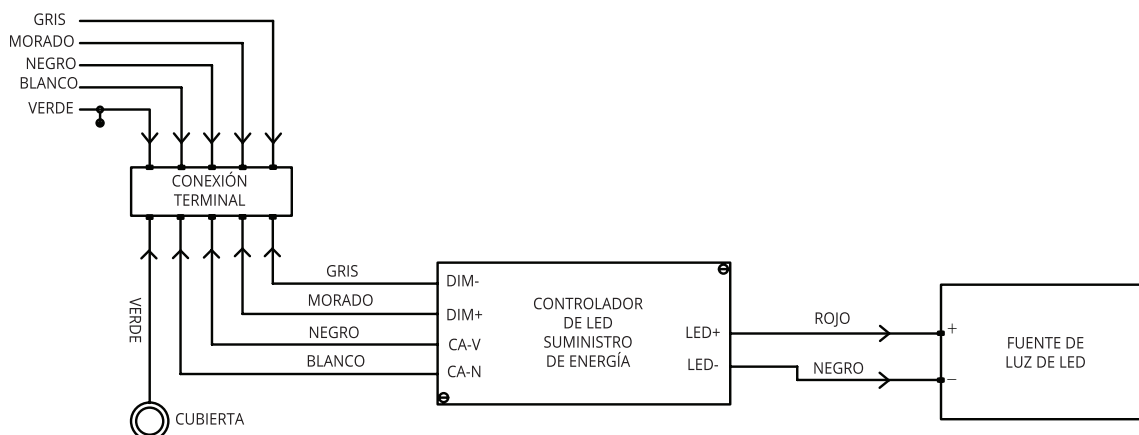 GRIS
MORADO
NEGRO
BLANCO
VERDE
CONEXIÓN
TERMINAL
VERDE
CUBIERTA
GRIS
MORADO
NEGRO
BLANCO
DIM-
DIM+
CA-V
CA-N
CONTROLADOR
DE LED
SUMINISTRO
DE ENERGÍA
LED+
LED-
ROJO
NEGRO
+
−
FUENTE DE
LUZ DE LED